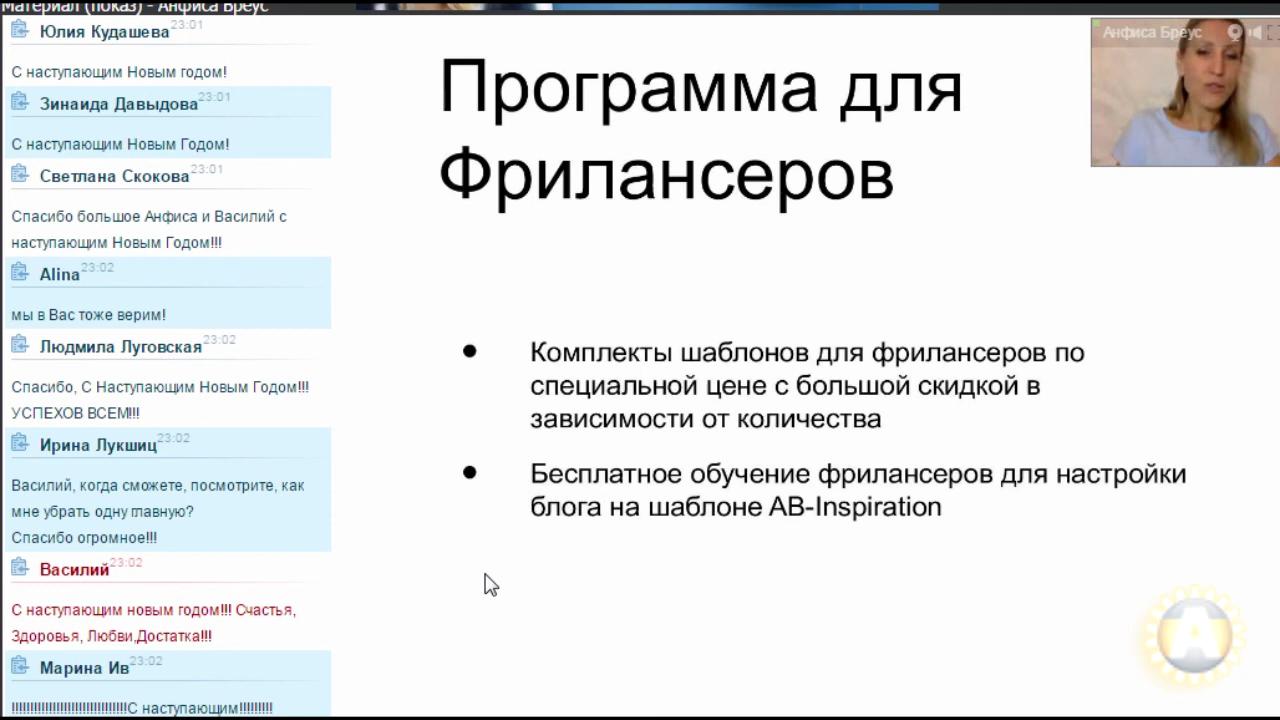 Материал (показ) - Анфиса Бреус
Юлия Кудашева 23:01
С наступающим Новым годом!
Зинаида Давыдова 23:01
С наступающим Новым Годом!
Светлана Скокова 23:01
Спасибо большое Анфиса и Василий с
наступающим Новым Годом!!!
Alina 23:02
мы в Вас тоже верим!
Людмила Луговская 23:02
Спасибо, С Наступающим Новым Годом!!!
УСПЕХОВ ВСЕМ!!!
Ирина Лукшиц 23:02
Василий, когда сможете, посмотрите, как
мне убрать одну главную?
Спасибо огромное!!!
Василий 23:02
С наступающим новым годом!!! Счастья,
Здоровья, Любви,Достатка!!!
Марина Ив 23:02
!!!!!!!!!!!!!!!!!!!!!!!!!!!!!!!С наступающим!!!!!!!!!
Программа для
Фрилансеров
● Комплекты шаблонов для фрилансеров по
специальной цене с большой скидкой в
зависимости от количества
● Бесплатное обучение фрилансеров для настройки
блога на шаблоне AB-Inspiration
Анфиса Бреус
A